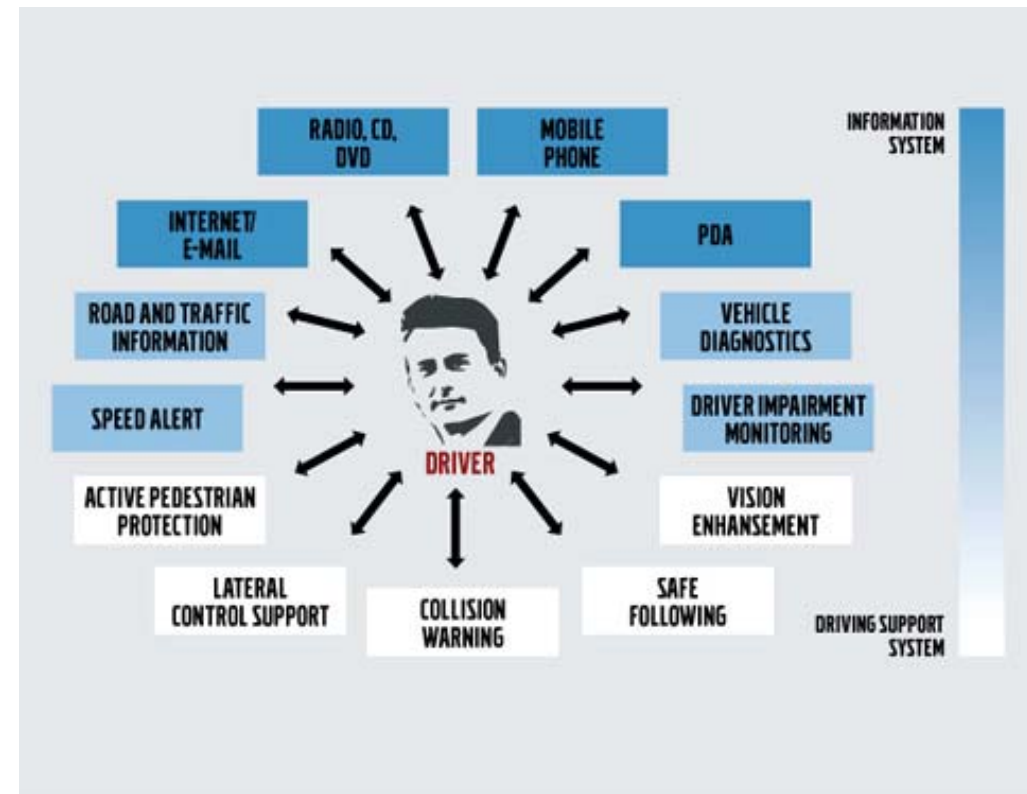 RADIO, CD,
DVD
MOBILE
PHONE
INFORMATION
SYSTEM
INTERNET/
E-MAIL
PDA
ROAD AND TRAFFIC
INFORMATION
VEHICLE
DIAGNOSTICS
SPEED ALERT
DRIVER IMPAIRMENT
MONITORING
DRIVER
ACTIVE PEDESTRIAN
PROTECTION
VISION
ENHANSEMENT
LATERAL
CONTROL SUPPORT
COLLISION
WARNING
SAFE
FOLLOWING
DRIVING SUPPORT
SYSTEM